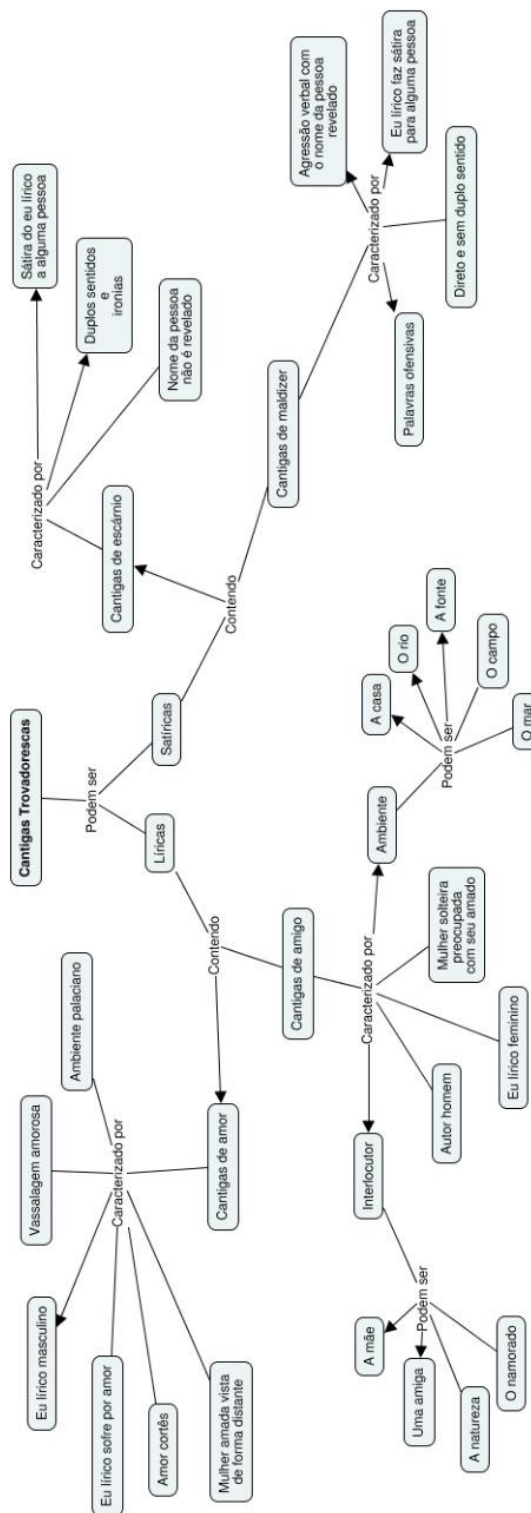 Cantigas Trovadorescas
Podem ser
Líricas
Satíricas
Contendo
Cantigas de amor
Caracterizado por
Ambiente palaciano
Vassalagem amorosa
Eu lírico masculino
Eu lírico sofre por amor
Amor cortês
Mulher amada vista
de forma distante
Cantigas de amigo
Caracterizado por
Interlocutor
Podem ser
A mãe
Uma amiga
A natureza
O namorado
Autor homem
Eu lírico feminino
Mulher solteira
preocupada
com seu amado
Ambiente
Podem ser
A casa
O rio
A fonte
O campo
O mar
Contendo
Cantigas de escárnio
Caracterizado por
Sátira do eu lírico
a alguma pessoa
Duplos sentidos
e
ironias
Nome da pessoa
não é revelado
Cantigas de maldizer
Caracterizado por
Palavras ofensivas
Agressão verbal com
o nome da pessoa
revelado
Eu lírico faz sátira
para alguma pessoa
Direto e sem duplo sentido